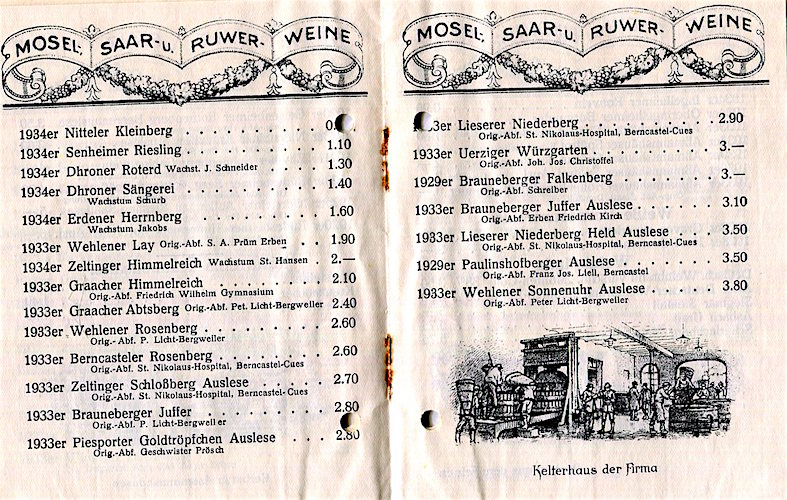 MOSEL-, SAAR- u. RUWER- WEINE
1934er Nitteler Kleinberg . . . . . . . . . . 0.
1934er Senheimer Riesling . . . . . . . . . . 1.10
1934er Dhroner Roterd Wachst. J. Schneider . . . . . 1.30
1934er Dhroner Sängerei . . . . . . . . . . 1.40
Wachstum Schurb
1934er Erdener Herrnberg . . . . . . . . . 1.60
Wachstum Jakobs
1933er Wehlener Lay Orig.-Abf. S. A. Prüm Erben . . 1.90
1934er Zeltinger Himmelreich Wachstum St. Hansen . 2.—
1933er Graacher Himmelreich . . . . . . . . 2.10
Orig.-Abf. Friedrich Wilhelm Gymnasium
1933er Graacher Abtsberg Orig.-Abf. Pet. Licht-Bergweiler 2.40
1933er Wehlener Rosenberg . . . . . . . . . 2.60
Orig.-Abf. P. Licht-Bergweiler
1933er Berncasteler Rosenberg . . . . . . . . 2.60
Orig.-Abf. St. Nikolaus-Hospital, Berncastel-Cues
1933er Zeltinger Schloßberg Auslese . . . . . . 2.70
Orig.-Abf. St. Nikolaus-Hospital, Berncastel-Cues
1933er Brauneberger Juffer . . . . . . . . . 2.80
Orig.-Abf. P. Licht-Bergweiler
1933er Piesporter Goldtröpfchen Auslese . . . 2.80
Orig.-Abf. Geschwister Prösch
MOSEL-, SAAR- u. RUWER- WEINE
33er Lieserer Niederberg . . . . . . . . . 2.90
Orig.-Abf. St. Nikolaus-Hospital, Berncastel-Cues
1933er Uerziger Würzgarten . . . . . . . . 3.—
Orig.-Abf. Joh. Jos. Christoffel
1929er Brauneberger Falkenberg . . . . . . . 3.—
Orig.-Abf. Schreiber
1933er Brauneberger Juffer Auslese . . . . . . 3.10
Orig.-Abf. Erben Friedrich Kirch
1933er Lieserer Niederberg Held Auslese . . . . 3.50
Orig.-Abf. St. Nikolaus-Hospital, Berncastel-Cues
1929er Paulinshofberger Auslese . . . . . . . 3.50
Orig.-Abf. Franz Jos. Liell, Berncastel
1933er Wehlener Sonnenuhr Auslese . . . . . . 3.80
Orig.-Abf. Peter Licht-Bergweiler
Kelterhaus der Firma